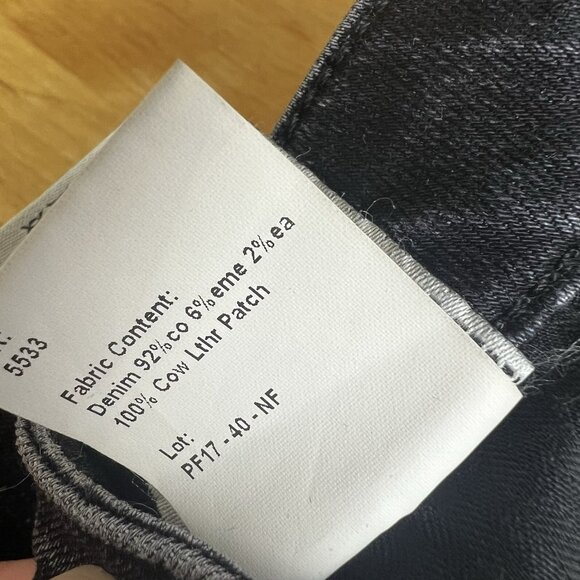 5533
Fabric Content:
Denim 92%co 6%eme 2%ea
100% Cow Lthr Patch
Lot:
PF17 - 40 - NF